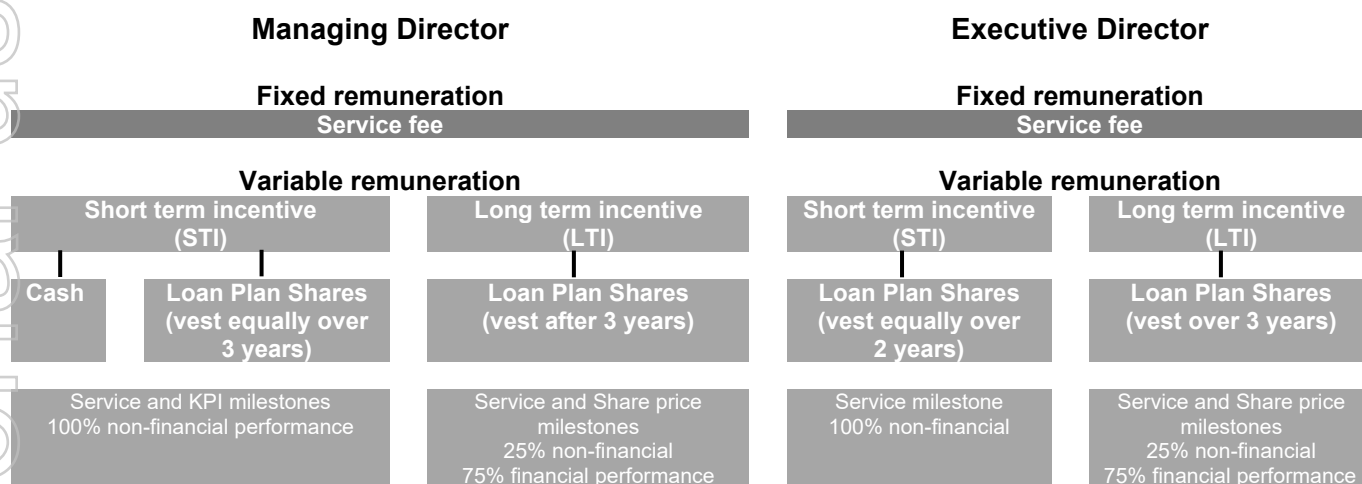 Managing Director
Fixed remuneration
Service fee
Variable remuneration
Short term incentive
(STI)
Cash
Loan Plan Shares
(vest equally over
3 years)
Service and KPI milestones
100% non-financial performance
Long term incentive
(LTI)
Loan Plan Shares
(vest after 3 years)
Service and Share price
milestones
25% non-financial
75% financial performance
Executive Director
Fixed remuneration
Service fee
Variable remuneration
Short term incentive
(STI)
Loan Plan Shares
(vest equally over
2 years)
Service milestone
100% non-financial
Long term incentive
(LTI)
Loan Plan Shares
(vest over 3 years)
Service and Share price
milestones
25% non-financial
75% financial performance